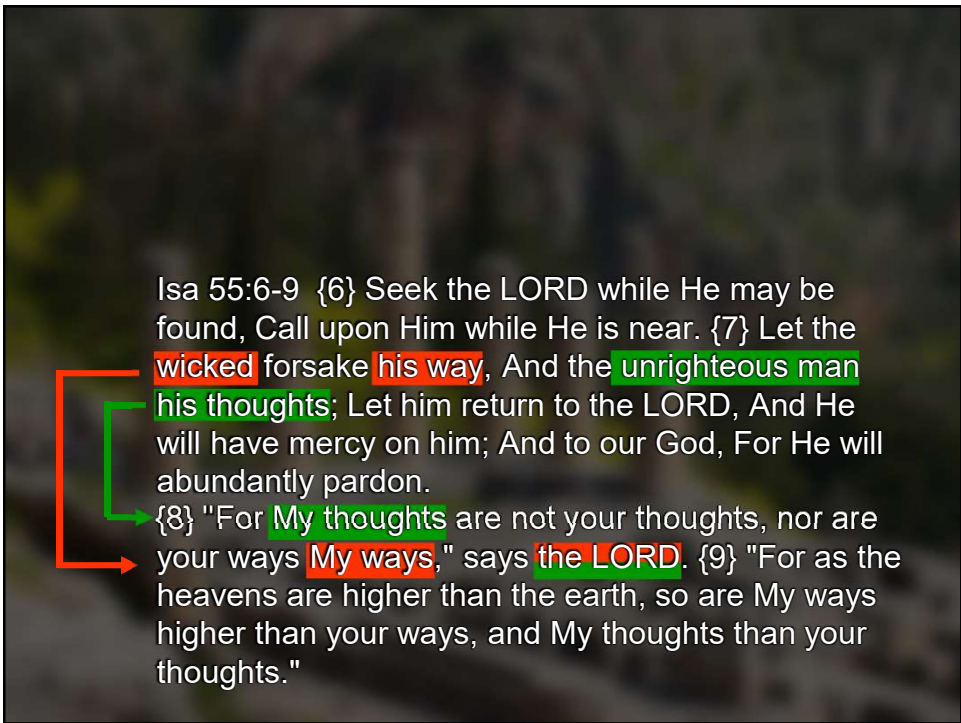 Isa 55:6-9  {6} Seek the LORD while He may be
found, Call upon Him while He is near. {7} Let the
wicked forsake his way, And the unrighteous man
his thoughts; Let him return to the LORD, And He
will have mercy on him; And to our God, For He will
abundantly pardon.
{8} "For My thoughts are not your thoughts, nor are
your ways My ways," says the LORD. {9} "For as the
heavens are higher than the earth, so are My ways
higher than your ways, and My thoughts than your
thoughts."